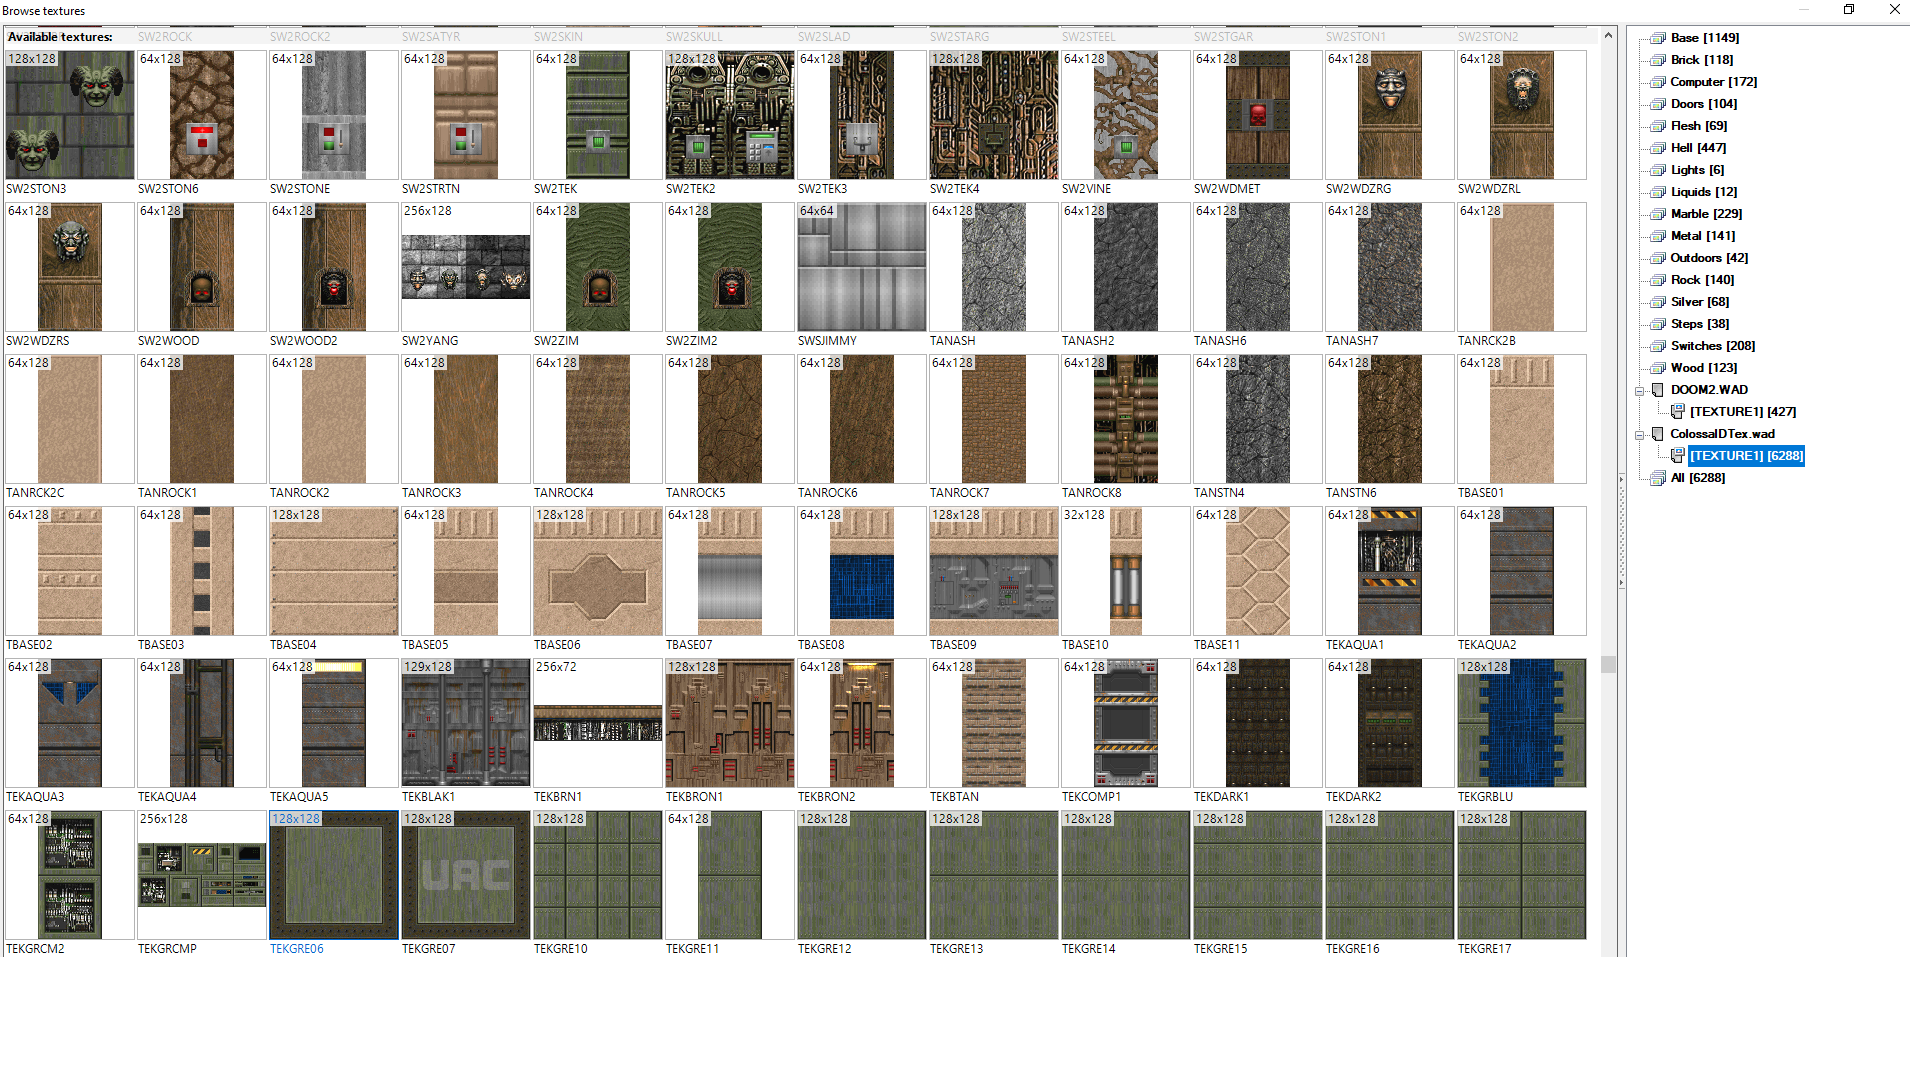 Browse textures
Available textures:
SW2ROCK SW2ROCK2 SW2SATYR SW2SKIN SW2SKULL SW2SLAD SW2STARG SW2STEEL SW2STGAR SW2STON1 SW2STON2
128x128 64x128 64x128 64x128 64x128 128x128 64x128 128x128 64x128 64x128 64x128 64x128
SW2STON3 SW2STON6 SW2STONE SW2STRTN SW2TEK SW2TEK2 SW2TEK3 SW2TEK4 SW2VINE SW2WDMET SW2WDZRG SW2WDZRL
64x128 64x128 64x128 256x128 64x128 64x128 64x64 64x128 64x128 64x128 64x128 64x128
SW2WDZRS SW2WOOD SW2WOOD2 SW2YANG SW2ZIM SW2ZIM2 SWSJIMMY TANASH TANASH2 TANASH6 TANASH7 TANRCK2B
64x128 64x128 64x128 64x128 64x128 64x128 64x128 64x128 64x128 64x128 64x128 64x128
TANRCK2C TANROCK1 TANROCK2 TANROCK3 TANROCK4 TANROCK5 TANROCK6 TANROCK7 TANROCK8 TANSTN4 TANSTN6 TBASE01
64x128 64x128 128x128 64x128 128x128 64x128 64x128 128x128 32x128 64x128 64x128 64x128
TBASE02 TBASE03 TBASE04 TBASE05 TBASE06 TBASE07 TBASE08 TBASE09 TBASE10 TBASE11 TEKAQUA1 TEKAQUA2
64x128 64x128 64x128 129x128 256x72 128x128 64x128 64x128 64x128 64x128 64x128 128x128
TEKAQUA3 TEKAQUA4 TEKAQUA5 TEKBLAK1 TEKBRN1 TEKBRON1 TEKBRON2 TEKBTAN TEKCOMP1 TEKDARK1 TEKDARK2 TEKGRBLU
64x128 256x128 128x128 128x128 128x128 64x128 128x128 128x128 128x128 128x128 128x128 128x128
UAC
TEKGRCM2 TEKGRCMP TEKGRE06 TEKGRE07 TEKGRE10 TEKGRE11 TEKGRE12 TEKGRE13 TEKGRE14 TEKGRE15 TEKGRE16 TEKGRE17
Base [1149]
Brick [118]
Computer [172]
Doors [104]
Flesh [69]
Hell [447]
Lights [6]
Liquids [12]
Marble [229]
Metal [141]
Outdoors [42]
Rock [140]
Silver [68]
Steps [38]
Switches [208]
Wood [123]
DOOM2.WAD
[TEXTURE1] [427]
ColossalDTex.wad
[TEXTURE1] [6288]
All [6288]